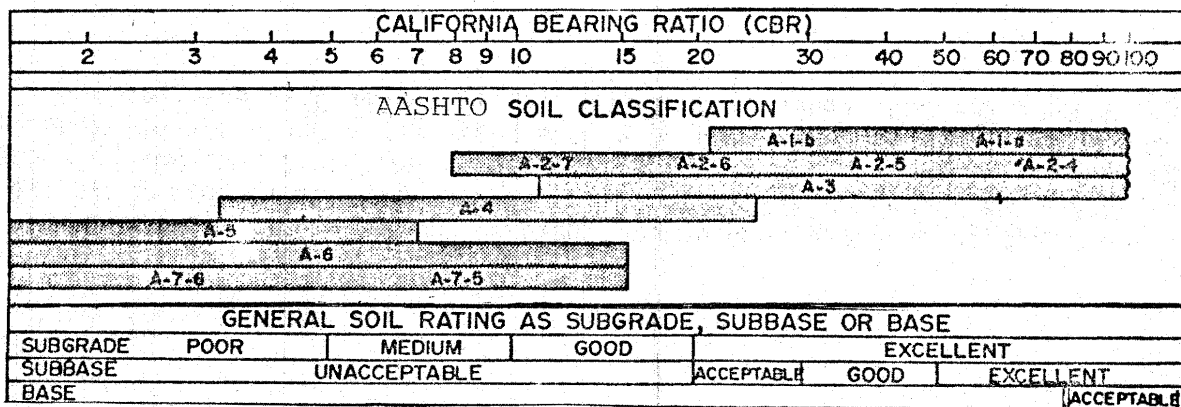 CALIFORNIA BEARING RATIO (CBR)
2 3 4 5 6 7 8 9 10 15 20 30 40 50 60 70 80 90 100
AASHTO SOIL CLASSIFICATION
A-1-b A-1-a
A-2-7 A-2-6 A-2-5 A-2-4
A-3
A-4
A-5
A-6
A-7-6 A-7-5
GENERAL SOIL RATING AS SUBGRADE, SUBBASE OR BASE
SUBGRADE POOR MEDIUM GOOD EXCELLENT
SUBBASE UNACCEPTABLE ACCEPTABLE GOOD EXCELLENT
BASE ACCEPTABLE